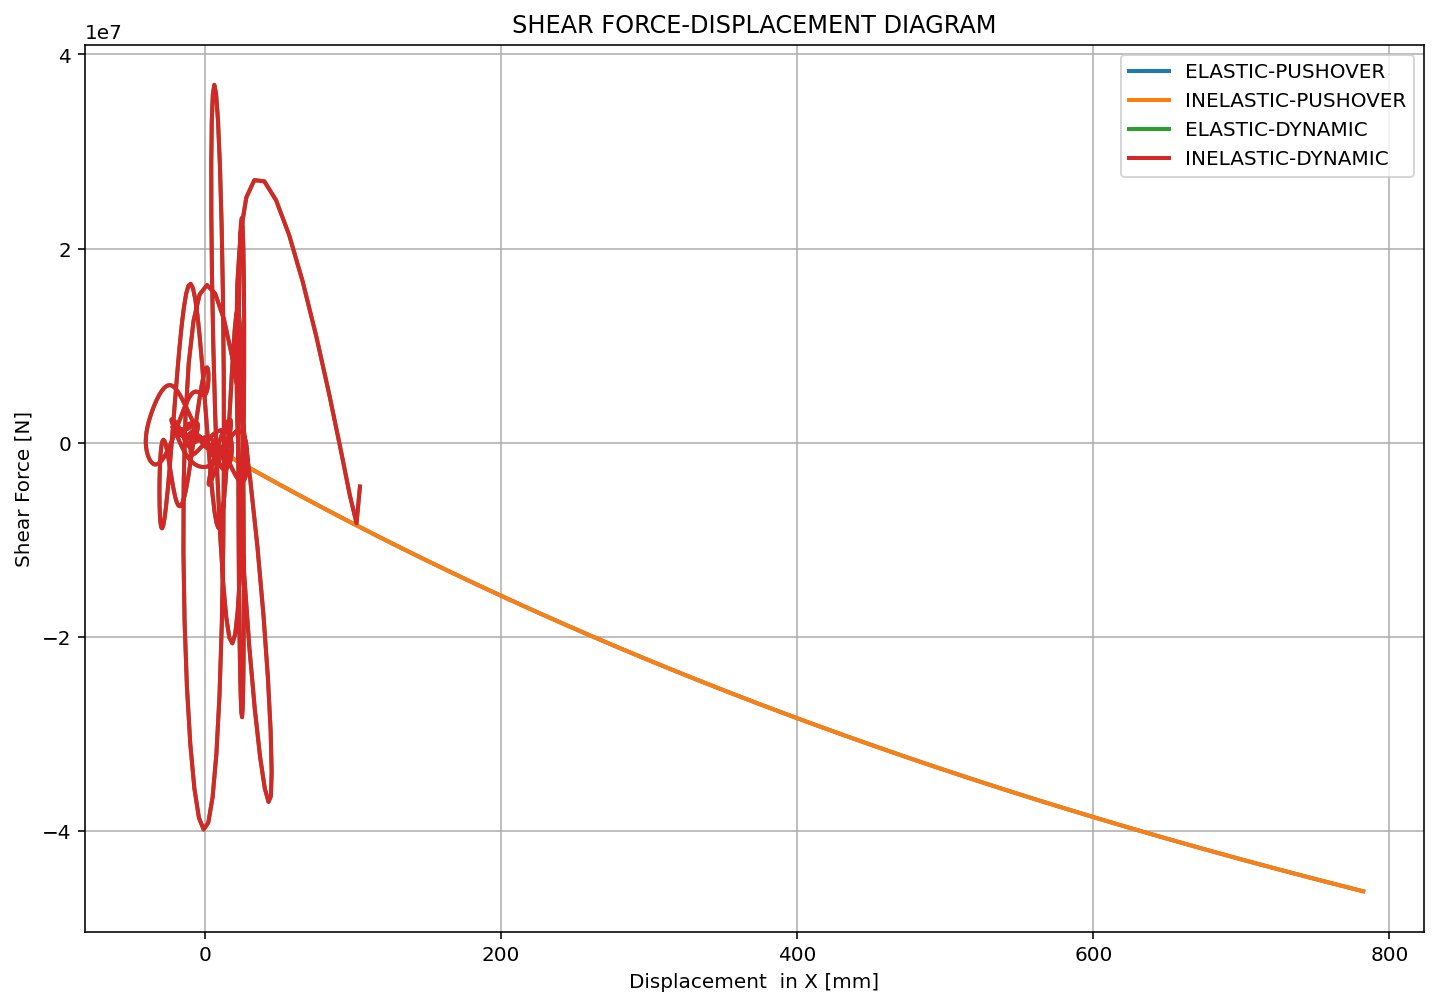 SHEAR FORCE-DISPLACEMENT DIAGRAM
1e7
ELASTIC-PUSHOVER
INELASTIC-PUSHOVER
ELASTIC-DYNAMIC
INELASTIC-DYNAMIC
4
2
0
−2
−4
Shear Force [N]
0 200 400 600 800
Displacement  in X [mm]